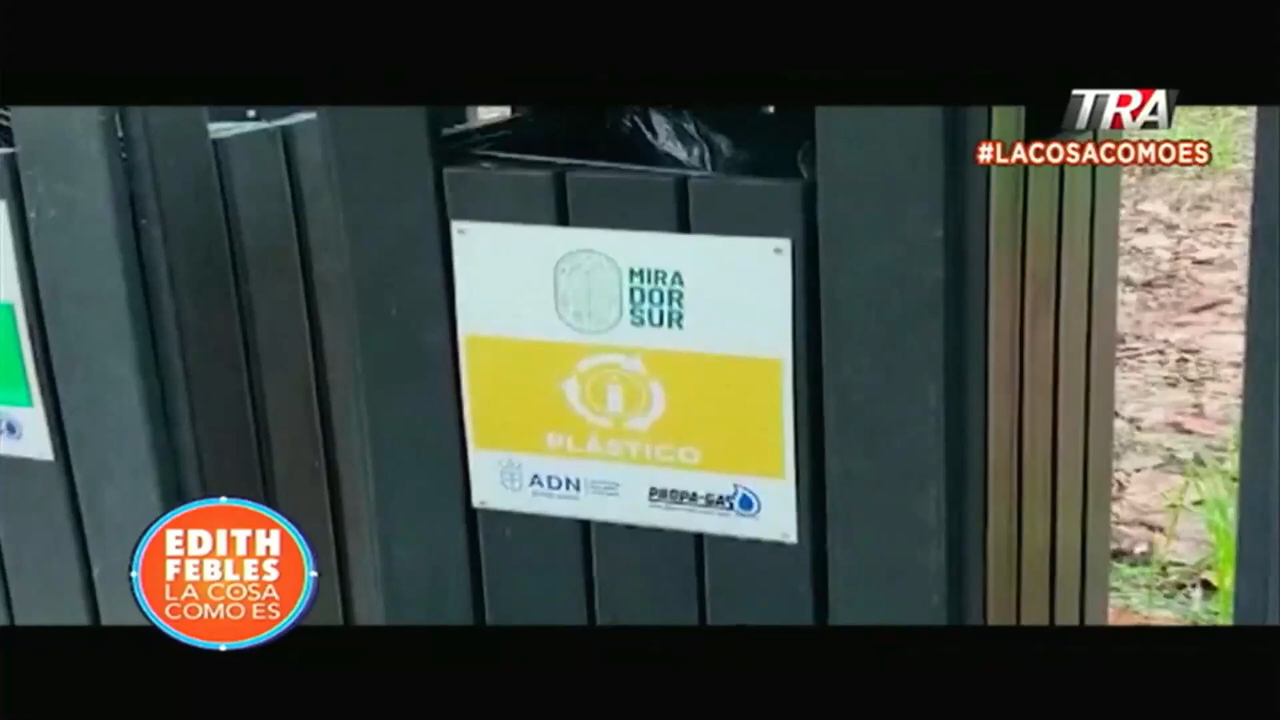 TRA
#LACOSACOMOES
MIRA
DOR
SUR
PLÁSTICO
ADN
PROPA-GAS
EDITH
FEBLES
LA COSA
COMO ES